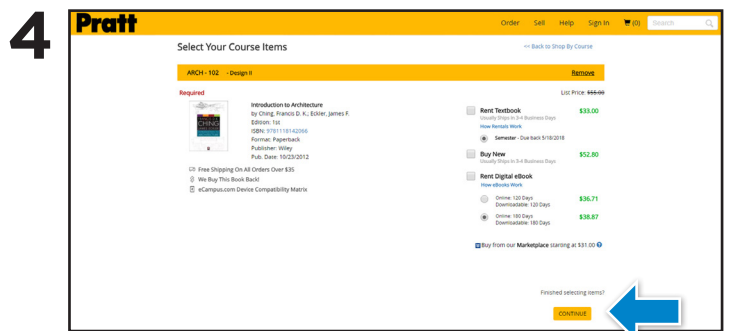 4
Pratt
Order Sell Help Sign In (0) Search
Select Your Course Items
<< Back to Shop By Course
ARCH - 102 - Design II
Remove
Required
List Price: $55.00
Introduction to Architecture
by Ching, Francis D. K.; Eckler, James F.
Edition: 1st
ISBN: 9781118142066
Format: Paperback
Publisher: Wiley
Pub. Date: 10/23/2012
CHING
Free Shipping On All Orders Over $35
We Buy This Book Back!
eCampus.com Device Compatibility Matrix
Rent Textbook $33.00
Usually Ships in 3-4 Business Days
How Rentals Work
Semester - Due back 5/18/2018
Buy New $52.80
Usually Ships in 3-4 Business Days
Rent Digital eBook
How eBooks Work
Online: 120 Days $36.71
Downloadable: 120 Days
Online: 180 Days $38.87
Downloadable: 180 Days
Buy from our Marketplace starting at $31.00
Finished selecting items?
CONTINUE